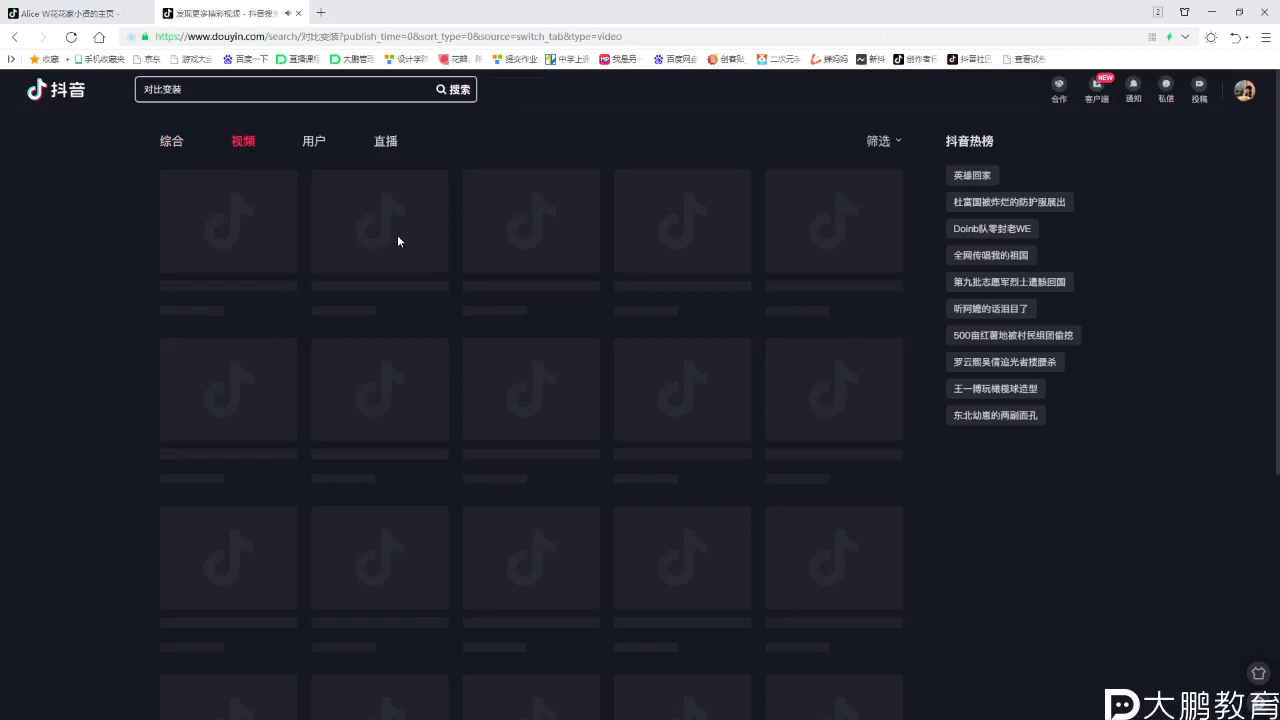 Alice W花花家小酒的主页 -
发现更多精彩视频 - 抖音搜
2
https://www.douyin.com/search/对比变装?publish_time=0&sort_type=0&source=switch_tab&type=video
收藏
手机收藏夹
京东
游戏大全
百度一下
直播课
大鹏管理
设计学院
花瓣
提交作业
中学上
我是另一
百度网盘
创客贴
二次元
蝉妈妈
新抖
创作者
抖音社区
查看试
抖音
对比变装
搜索
合作
NEW
客户端
通知
私信
投稿
综合
视频
用户
直播
筛选
抖音热榜
英雄回家
杜富国被炸烂的防护服展出
Doinb队零封老WE
全网传唱我的祖国
第九批志愿军烈士遗骸回国
听阿嬷的话泪目了
500亩红薯地被村民组团偷挖
罗云熙吴倩追光者搂腰杀
王一博玩橄榄球造型
东北幼崽的两副面孔
大鹏教育